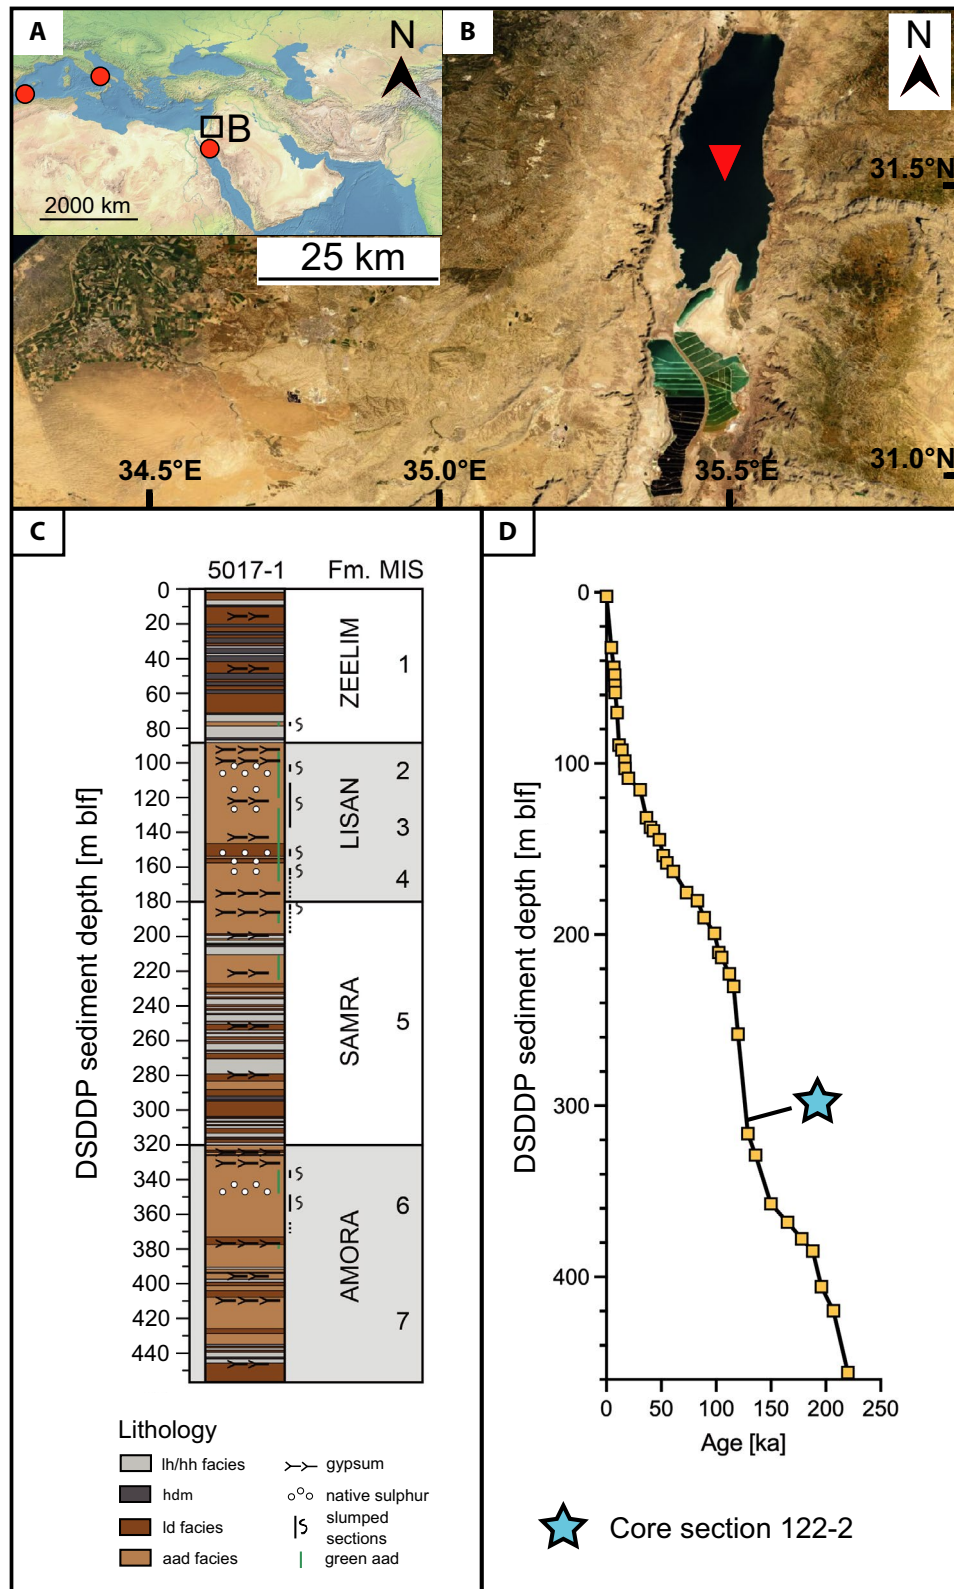 A
N
B
2000 km
B
N
31.5°N
25 km
34.5°E
35.0°E
35.5°E
31.0°N
C
5017-1 Fm. MIS
DSDDP sediment depth [m blf]
0
20
40
60
80
100
120
140
160
180
200
220
240
260
280
300
320
340
360
380
400
420
440
ZEELIM
1
LISAN
2
3
4
SAMRA
5
AMORA
6
7
Lithology
lh/hh facies
hdm
ld facies
aad facies
gypsum
native sulphur
slumped
sections
green aad
D
DSDDP sediment depth [m blf]
0
100
200
300
400
0 50 100 150 200 250
Age [ka]
Core section 122-2